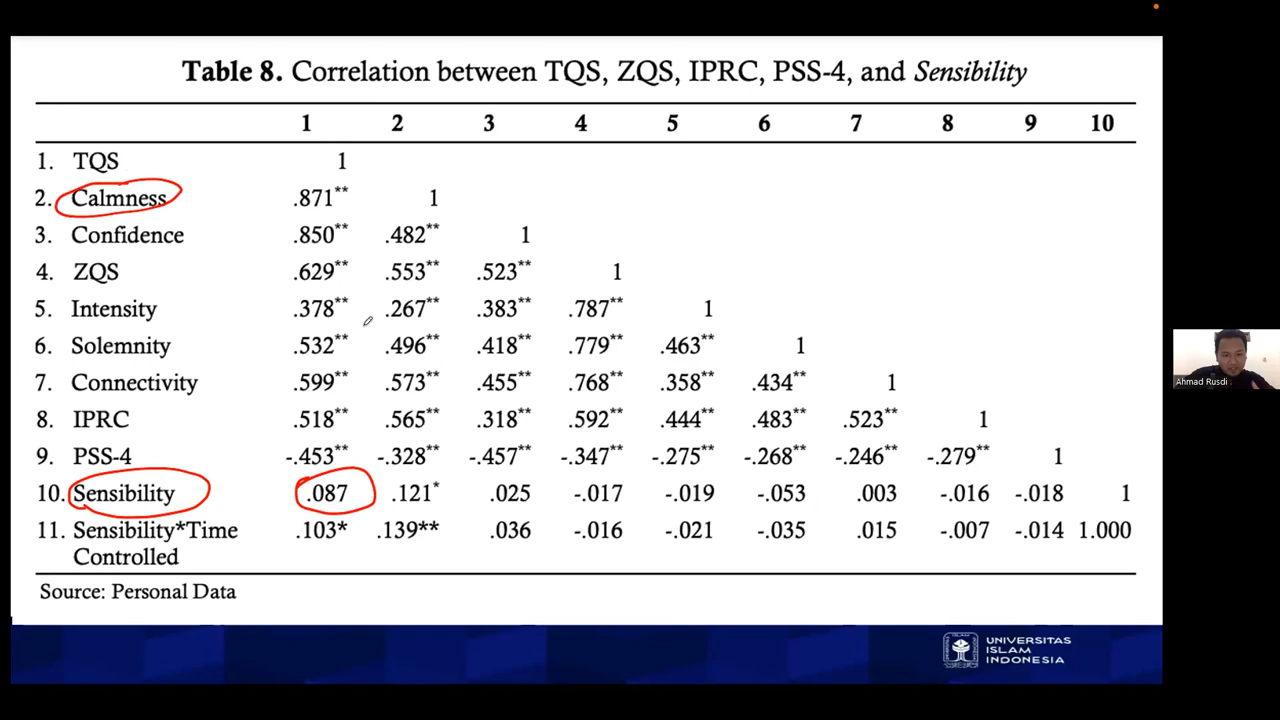 Table 8. Correlation between TQS, ZQS, IPRC, PSS-4, and Sensibility
1 2 3 4 5 6 7 8 9 10
1. TQS 1
2. Calmness .871** 1
3. Confidence .850** .482** 1
4. ZQS .629** .553** .523** 1
5. Intensity .378** .267** .383** .787** 1
6. Solemnity .532** .496** .418** .779** .463** 1
7. Connectivity .599** .573** .455** .768** .358** .434** 1
8. IPRC .518** .565** .318** .592** .444** .483** .523** 1
9. PSS-4 -.453** -.328** -.457** -.347** -.275** -.268** -.246** -.279** 1
10. Sensibility .087 .121* .025 -.017 -.019 -.053 .003 -.016 -.018 1
11. Sensibility*Time .103* .139** .036 -.016 -.021 -.035 .015 -.007 -.014 1.000
Controlled
Source: Personal Data
UNIVERSITAS
ISLAM
INDONESIA
Ahmad Rusdi